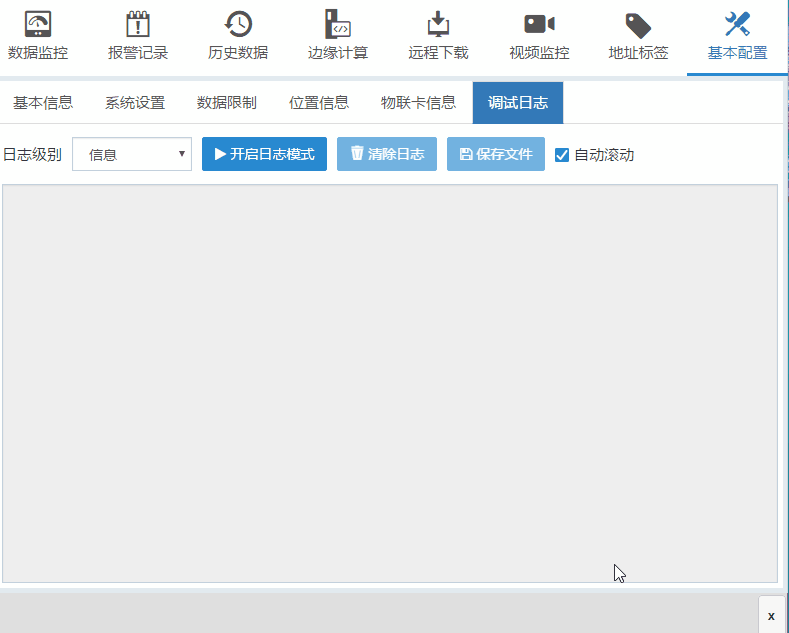 数据监控 报警记录 历史数据 边缘计算 远程下载 视频监控 地址标签 基本配置
基本信息 系统设置 数据限制 位置信息 物联卡信息 调试日志
日志级别 信息 开启日志模式 清除日志 保存文件 自动滚动
x